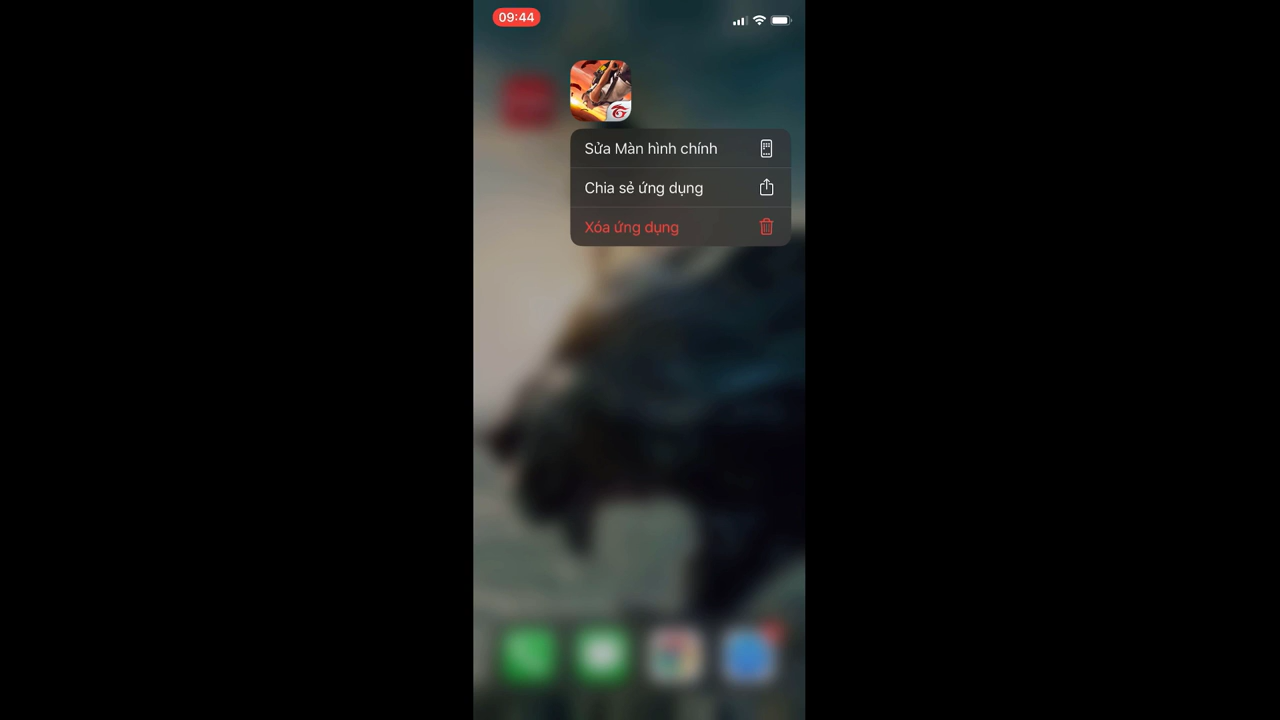 09:44
Sửa Màn hình chính
Chia sẻ ứng dụng
Xóa ứng dụng